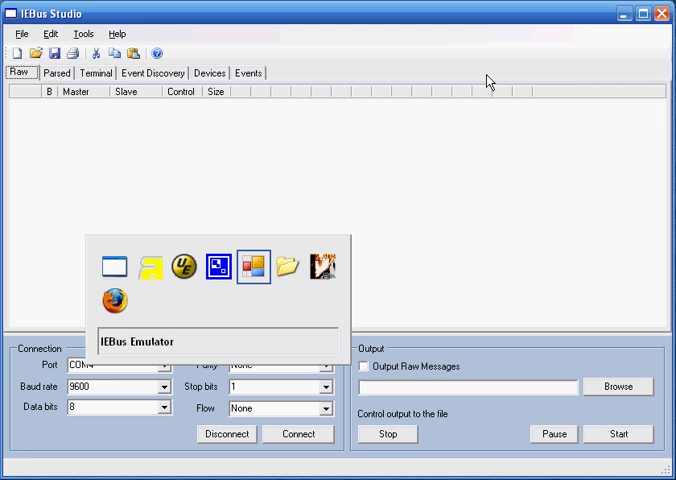 IEBus Studio
File Edit Tools Help
Raw Parsed Terminal Event Discovery Devices Events
B Master Slave Control Size
UE
IEBus Emulator
Connection
Port COM4 None
Baud rate 9600 Stop bits 1
Data bits 8 Flow None
Disconnect Connect
Output
Output Raw Messages
Browse
Control output to the file
Stop Pause Start